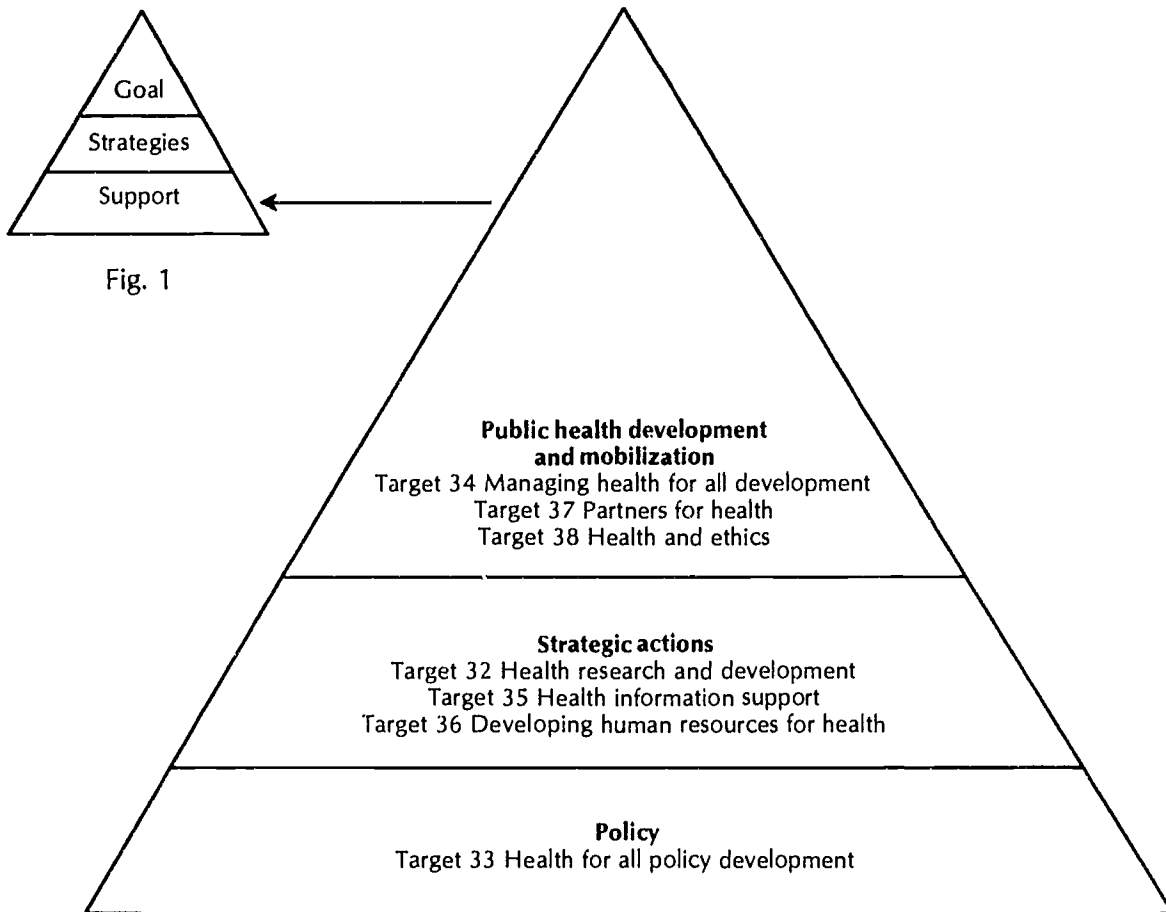 Goal
Strategies
Support
Fig. 1
Public health development
and mobilization
Target 34 Managing health for all development
Target 37 Partners for health
Target 38 Health and ethics
Strategic actions
Target 32 Health research and development
Target 35 Health information support
Target 36 Developing human resources for health
Policy
Target 33 Health for all policy development